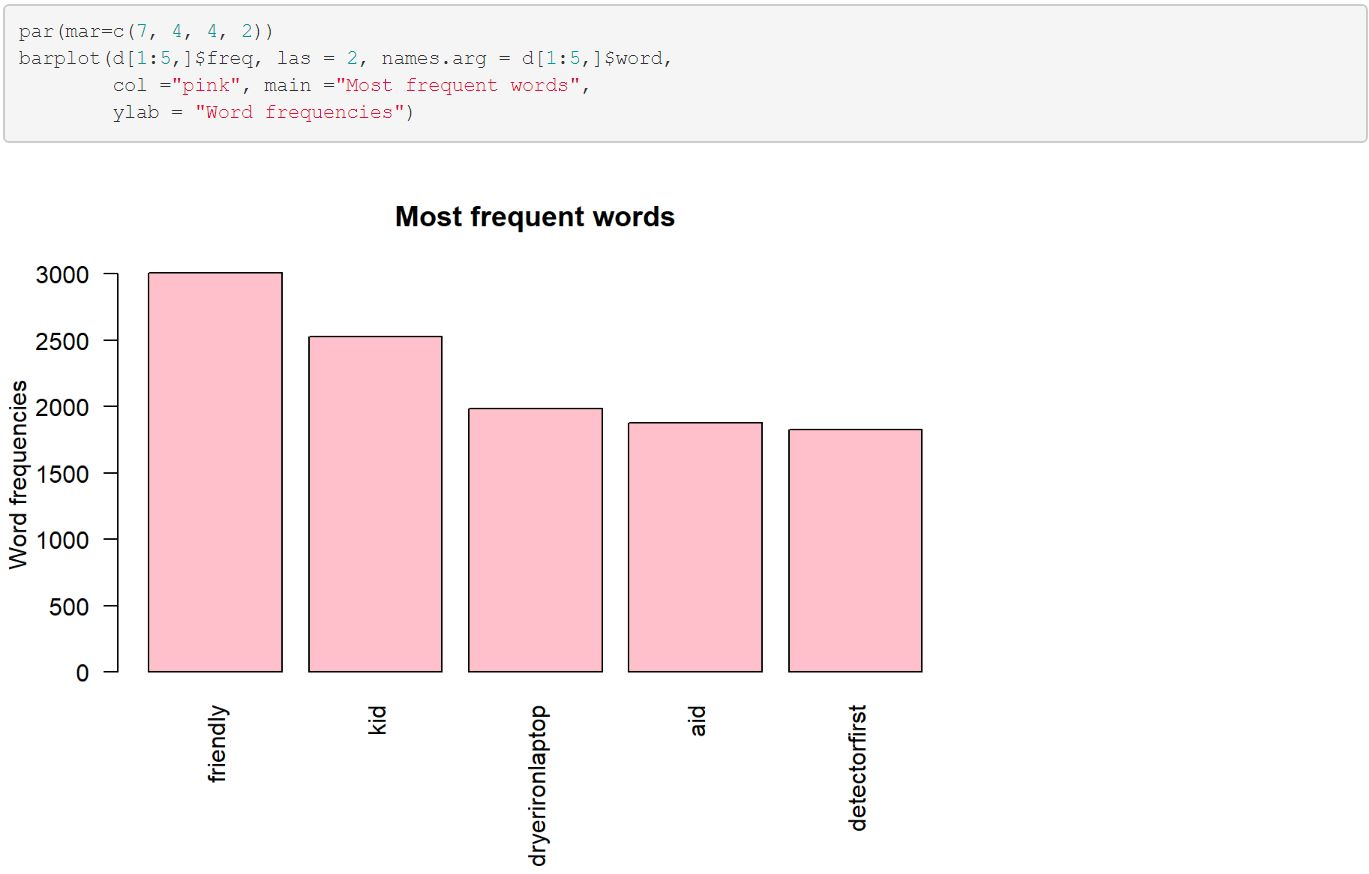 par(mar=c(7, 4, 4, 2))
barplot(d[1:5,]$freq, las = 2, names.arg = d[1:5,]$word,
        col ="pink", main ="Most frequent words",
        ylab = "Word frequencies")
Most frequent words
Word frequencies
3000
2500
2000
1500
1000
500
0
friendly
kid
dryerironlaptop
aid
detectorfirst